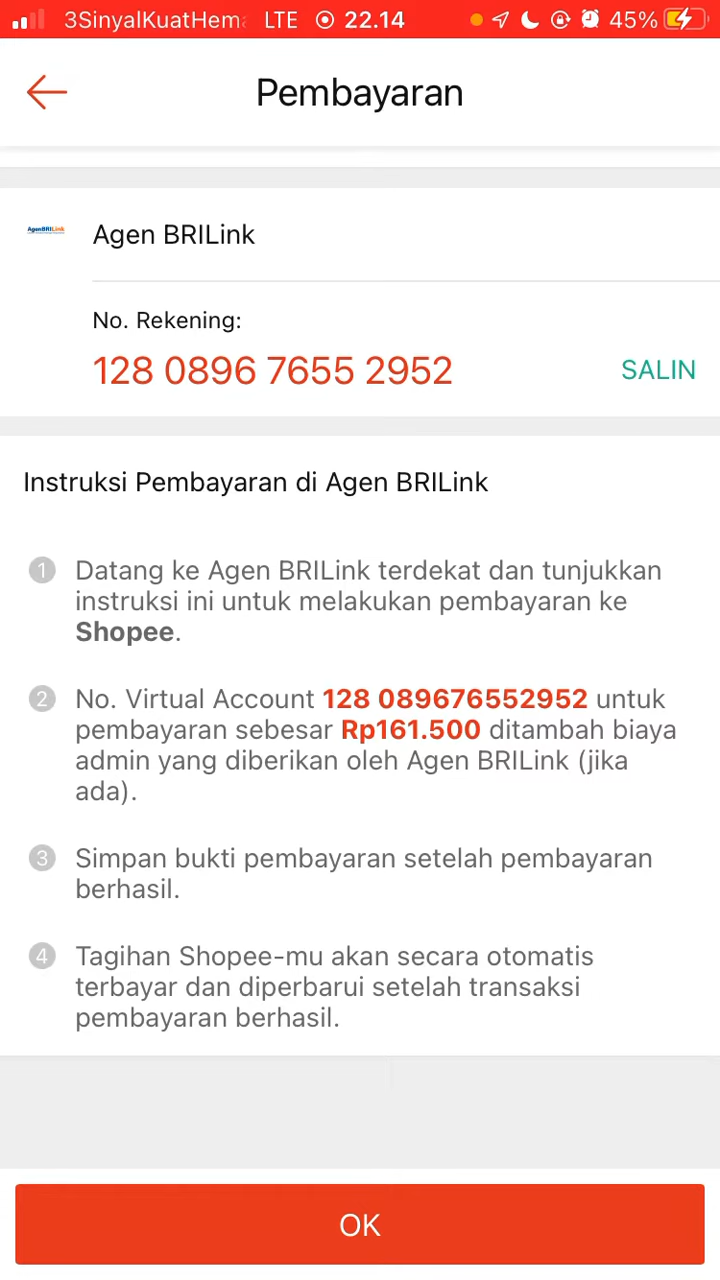 3SinyalKuatHema LTE 22.14 45%
Pembayaran
AgenBRILink Agen BRILink
No. Rekening:
128 0896 7655 2952 SALIN
Instruksi Pembayaran di Agen BRILink
1 Datang ke Agen BRILink terdekat dan tunjukkan
instruksi ini untuk melakukan pembayaran ke
Shopee.
2 No. Virtual Account 128 089676552952 untuk
pembayaran sebesar Rp161.500 ditambah biaya
admin yang diberikan oleh Agen BRILink (jika
ada).
3 Simpan bukti pembayaran setelah pembayaran
berhasil.
4 Tagihan Shopee-mu akan secara otomatis
terbayar dan diperbarui setelah transaksi
pembayaran berhasil.
OK